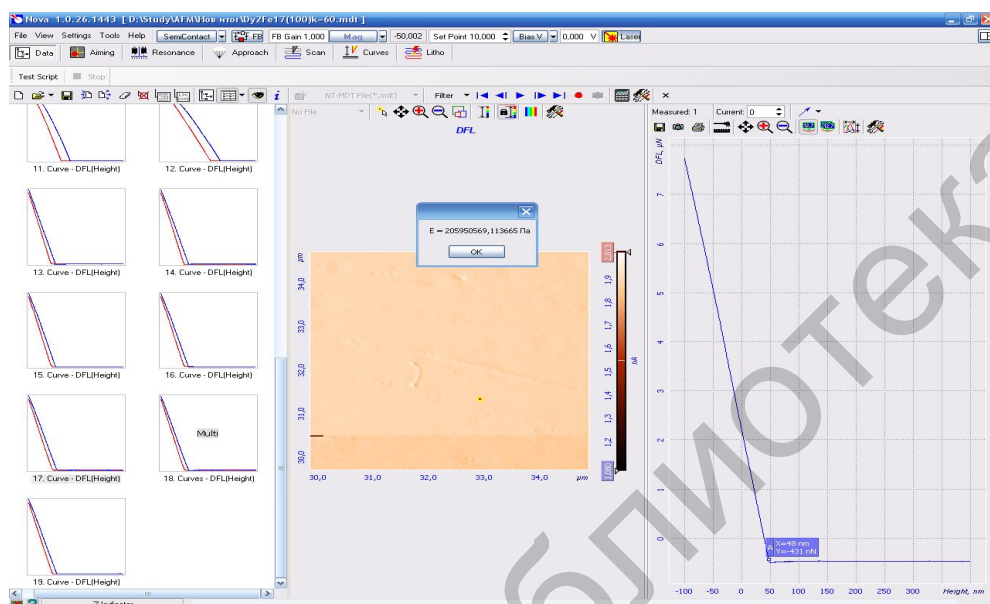 Nova 1.0.26.1443 [ D:\Study\AFM\Нов итог\Dy2Fe17(100)k-60.mdt ]
File View Settings Tools Help SemiContact FB FB Gain 1,000 Mag -50,002 Set Point 10,000 Bias V 0,000 V Laser
Data Aiming Resonance Approach Scan Curves Litho
Test Script Stop
NT-MDT File(*.mdt) Filter
No File
Measured: 1 Current: 0
DFL
11. Curve - DFL(Height) 12. Curve - DFL(Height)
13. Curve - DFL(Height) 14. Curve - DFL(Height)
15. Curve - DFL(Height) 16. Curve - DFL(Height)
Multi
17. Curve - DFL(Height) 18. Curves - DFL(Height)
19. Curve - DFL(Height)
E = 205950569,113665 Па
OK
µm
34,0
33,0
32,0
31,0
30,0
30,0 31,0 32,0 33,0 34,0 µm
2,013
1,9
1,8
1,7
1,6
1,5
1,4
1,3
1,2
nA
DFL, µN
7
6
5
4
3
2
1
0
A X=48 nm
Y=-431 nN
-100 -50 0 50 100 150 200 250 300 Height, nm
блиотека